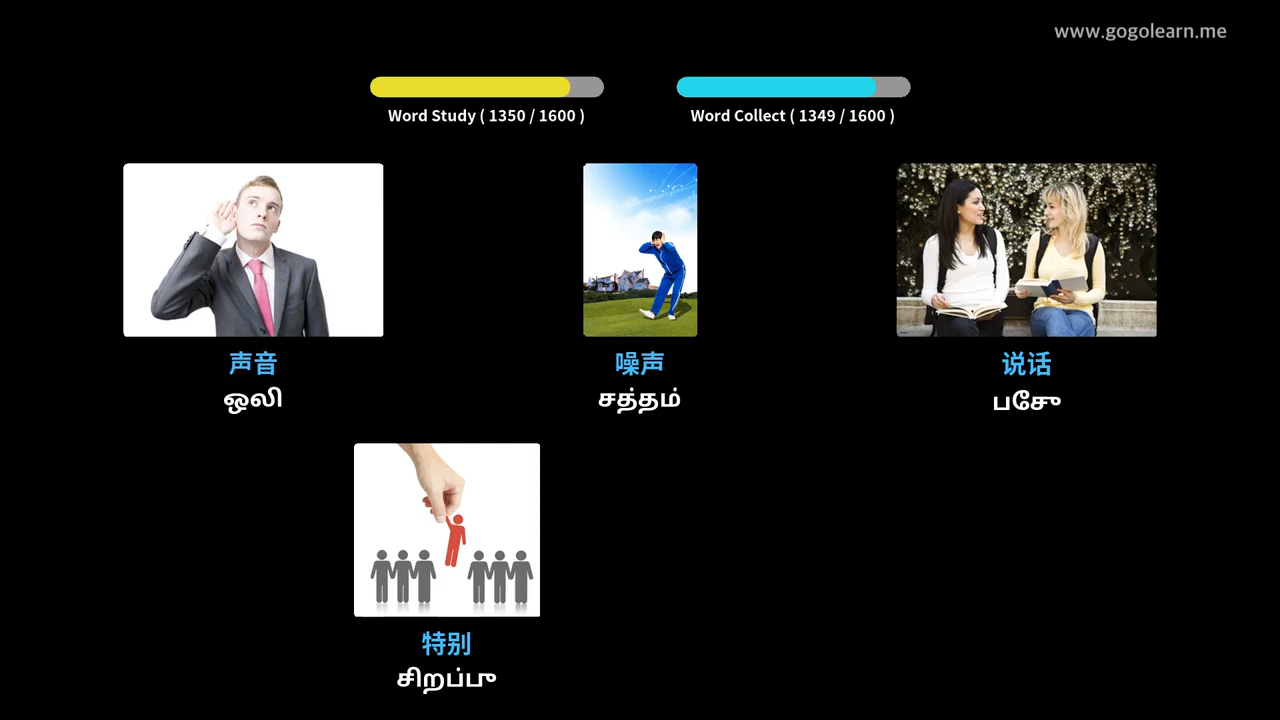 www.gogolearn.me
Word Study ( 1350 / 1600 )
Word Collect ( 1349 / 1600 )
声音
ஒலி
噪声
சத்தம்
说话
பேசு
特别
சிறப்பு